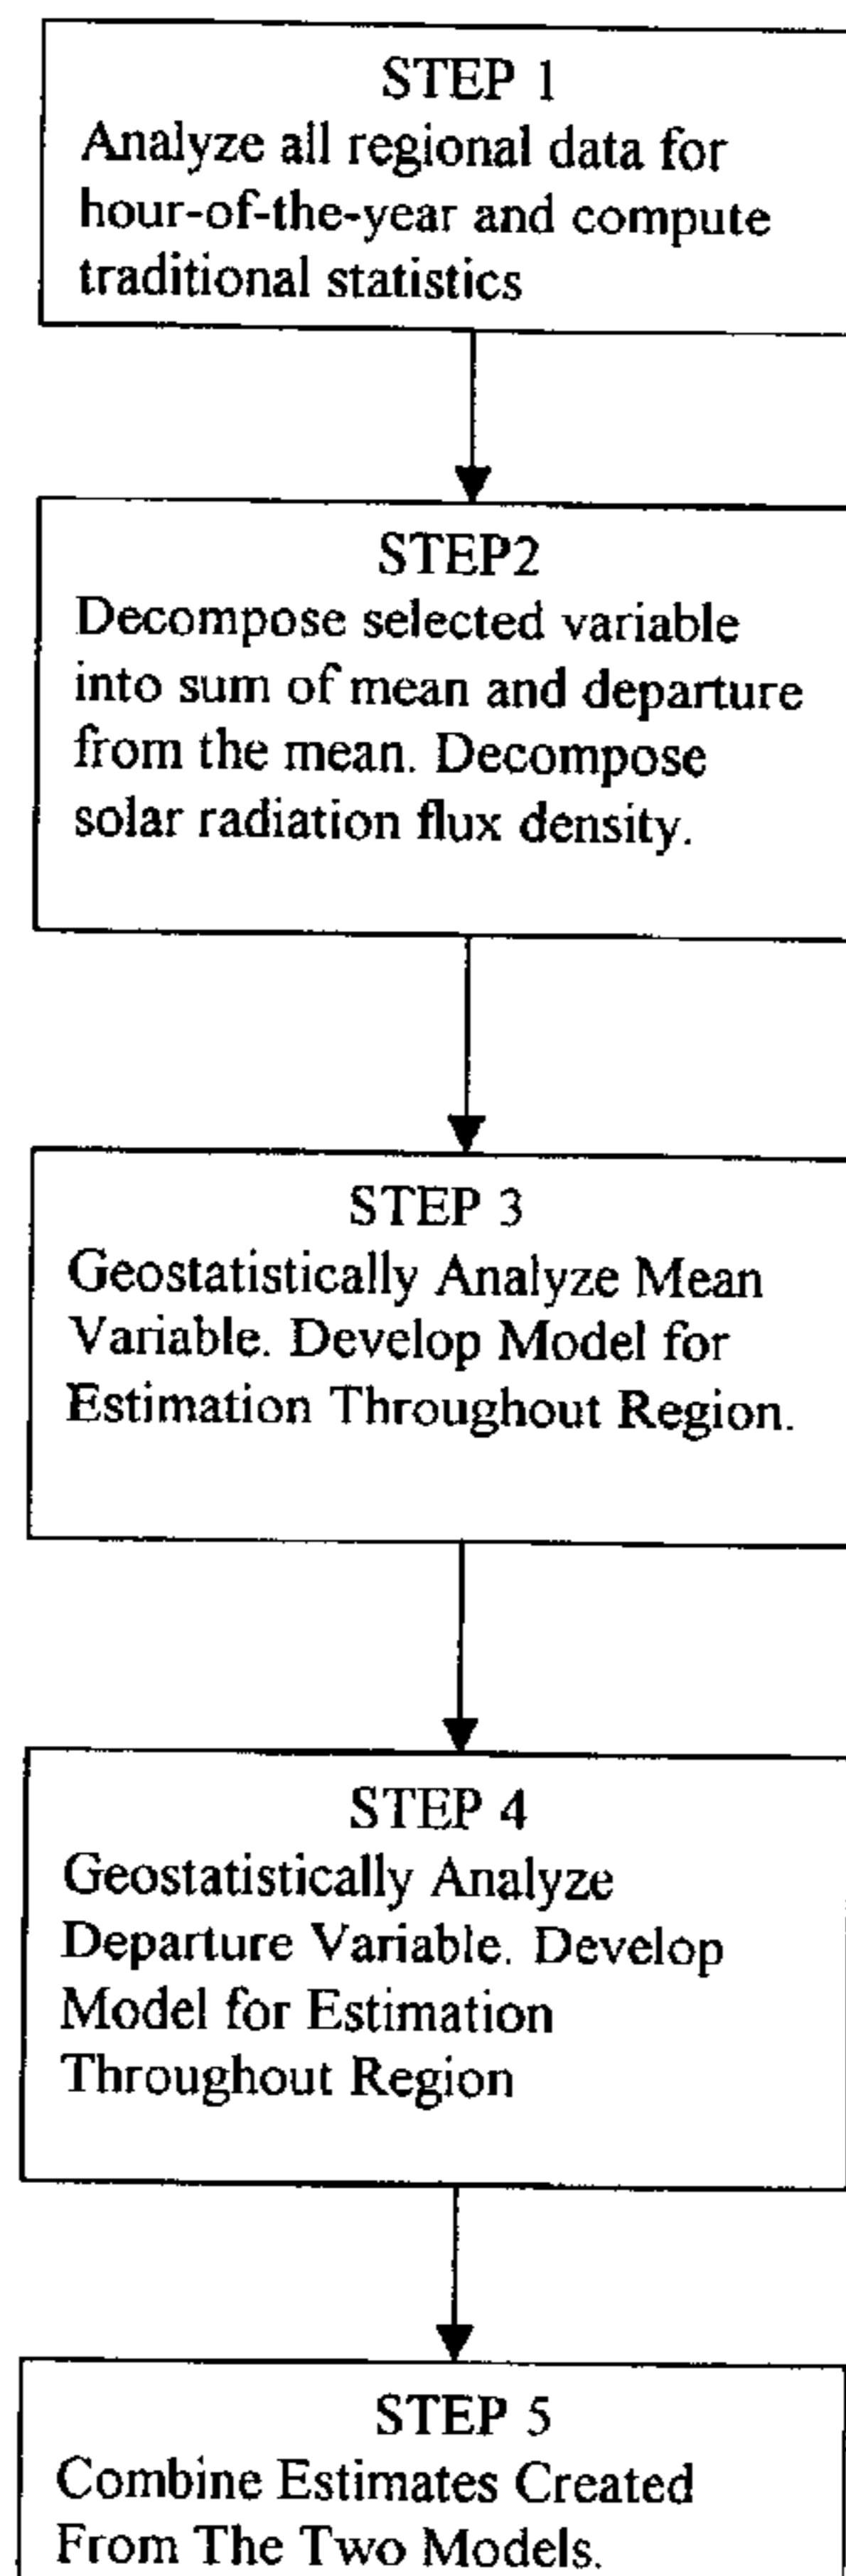 STEP 1
Analyze all regional data for
hour-of-the-year and compute
traditional statistics
STEP2
Decompose selected variable
into sum of mean and departure
from the mean. Decompose
solar radiation flux density.
STEP 3
Geostatistically Analyze Mean
Variable. Develop Model for
Estimation Throughout Region.
STEP 4
Geostatistically Analyze
Departure Variable. Develop
Model for Estimation
Throughout Region
STEP 5
Combine Estimates Created
From The Two Models.